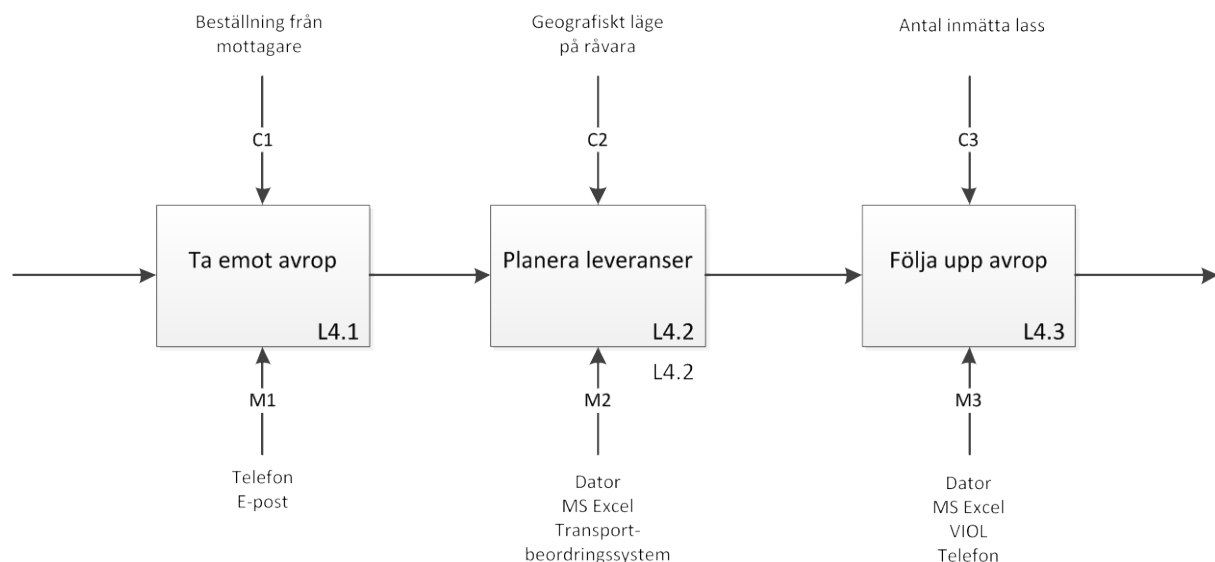 Beställning från
mottagare
Geografiskt läge
på råvara
Antal inmätta lass
C1
C2
C3
Ta emot avrop
L4.1
Planera leveranser
L4.2
Följa upp avrop
L4.3
L4.2
M1
M2
M3
Telefon
E-post
Dator
MS Excel
Transport-
beordringssystem
Dator
MS Excel
VIOL
Telefon